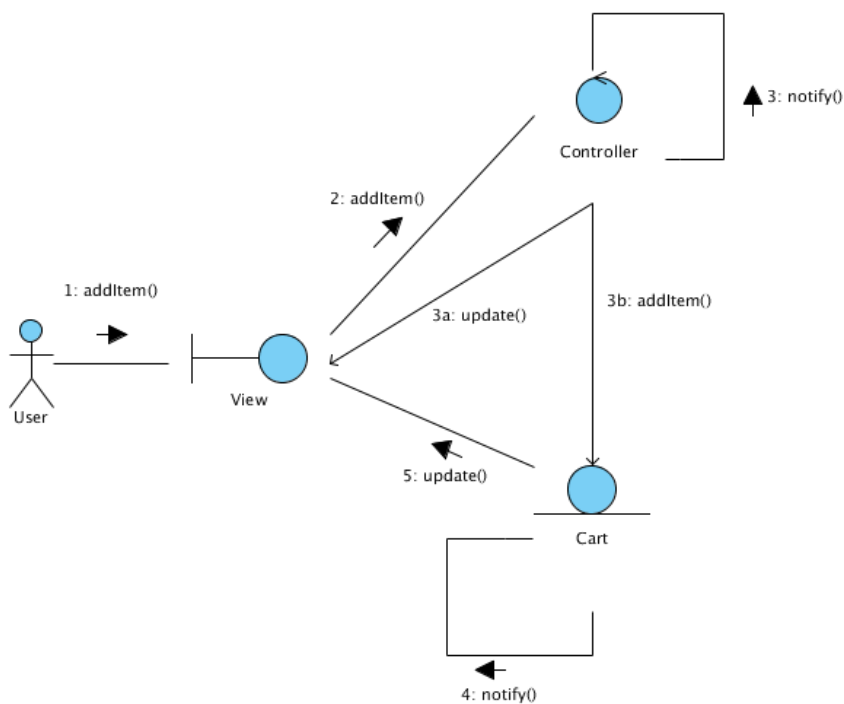 3: notify()
Controller
2: addItem()
1: addItem()
3b: addItem()
3a: update()
View
User
5: update()
Cart
4: notify()